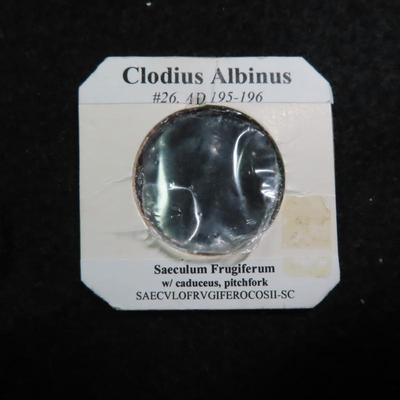 Clodius Albinus
#26. AD 195-196
Saeculum Frugiferum
w/ caduceus, pitchfork
SAECVLOFRVGIFEROCOSII-SC